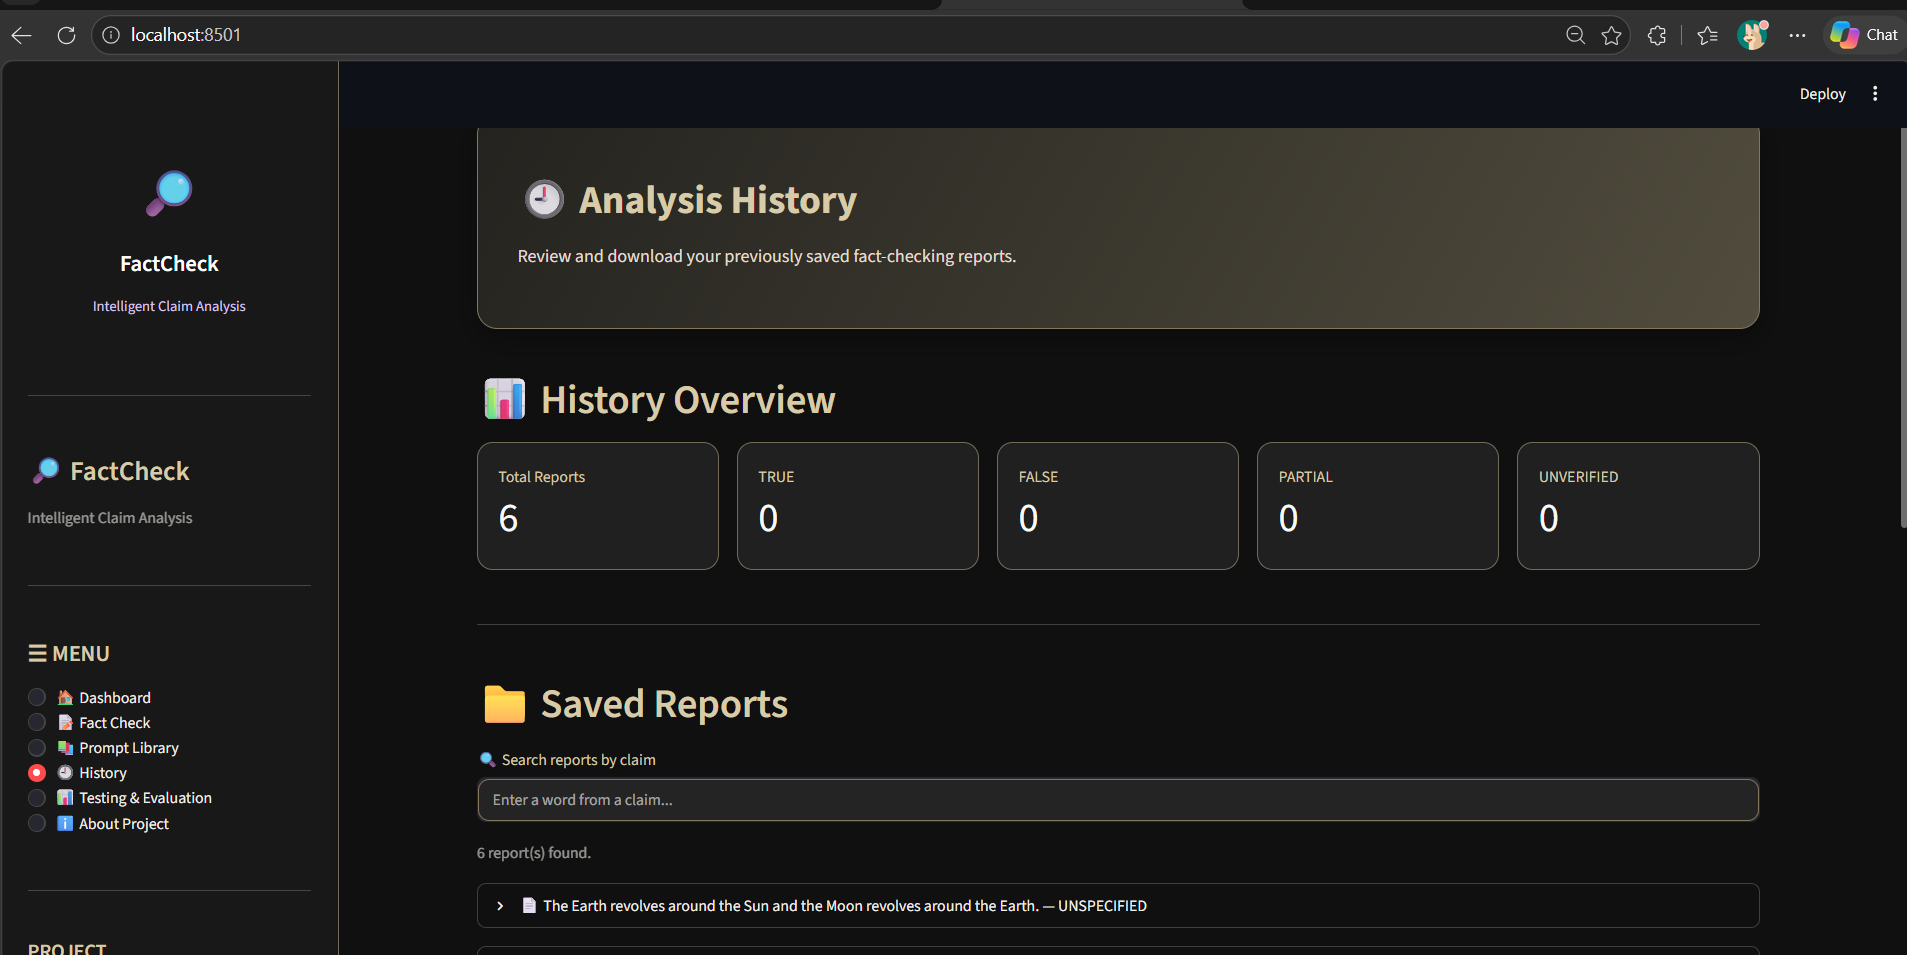 localhost:8501
Chat
Deploy
FactCheck
Intelligent Claim Analysis
FactCheck
Intelligent Claim Analysis
☰ MENU
Dashboard
Fact Check
Prompt Library
History
Testing & Evaluation
About Project
PROJECT
Analysis History
Review and download your previously saved fact-checking reports.
History Overview
Total Reports
6
TRUE
0
FALSE
0
PARTIAL
0
UNVERIFIED
0
Saved Reports
Search reports by claim
Enter a word from a claim...
6 report(s) found.
The Earth revolves around the Sun and the Moon revolves around the Earth. — UNSPECIFIED